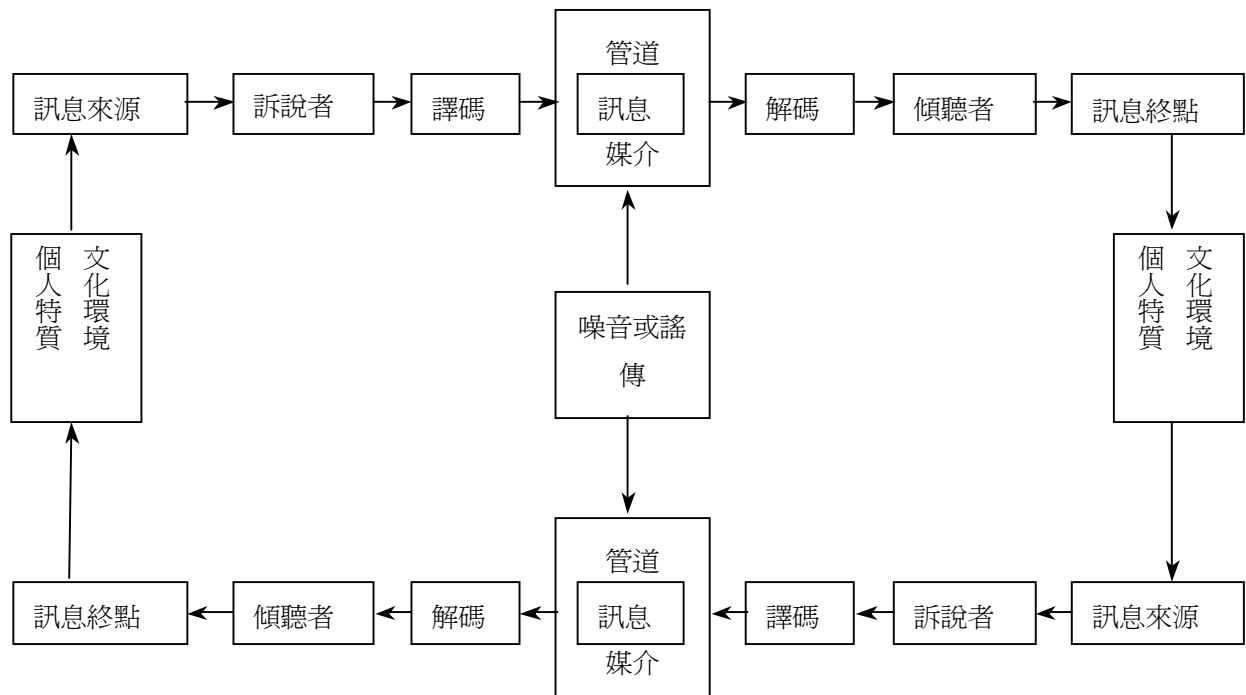 管道
訊息來源
訴說者
譯碼
訊息
解碼
傾聽者
訊息終點
媒介
文化環境
個人特質
噪音或謠
傳
文化環境
個人特質
管道
訊息終點
傾聽者
解碼
訊息
譯碼
訴說者
訊息來源
媒介